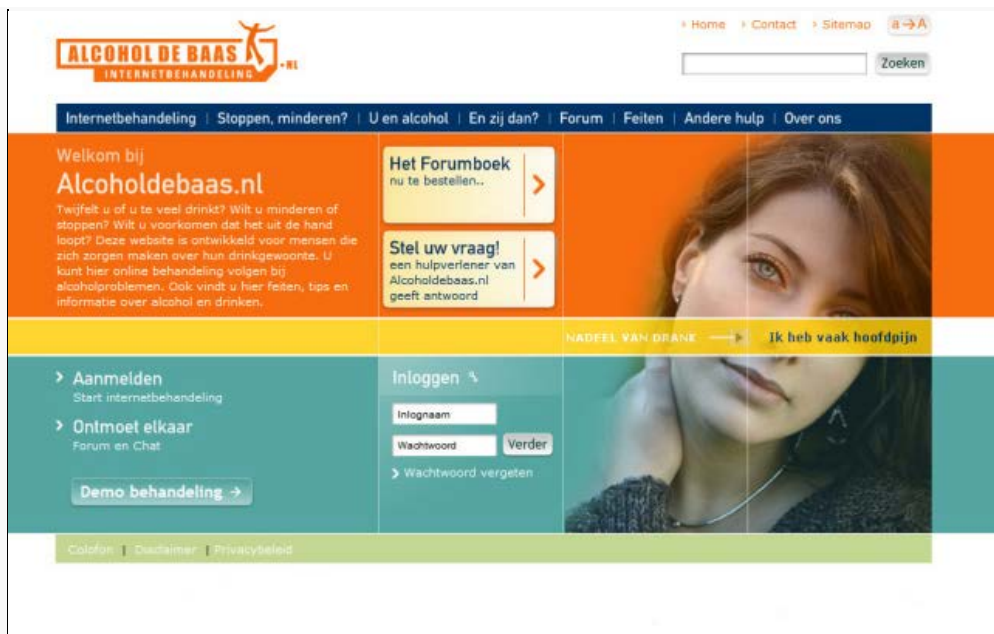 ALCOHOL DE BAAS .NL
INTERNETBEHANDELING
Home Contact Sitemap a→A
Zoeken
Internetbehandeling | Stoppen, minderen? | U en alcohol | En zij dan? | Forum | Feiten | Andere hulp | Over ons
Welkom bij
Alcoholdebaas.nl
Twijfelt u of u te veel drinkt? Wilt u minderen of
stoppen? Wilt u voorkomen dat het uit de hand
loopt? Deze website is ontwikkeld voor mensen die
zich zorgen maken over hun drinkgewoonte. U
kunt hier online behandeling volgen bij
alcoholproblemen. Ook vindt u hier feiten, tips en
informatie over alcohol en drinken.
Het Forumboek
nu te bestellen..
Stel uw vraag!
een hulpverlener van
Alcoholdebaas.nl
geeft antwoord
NADEEL VAN DRANK Ik heb vaak hoofdpijn
Aanmelden
Start internetbehandeling
Ontmoet elkaar
Forum en Chat
Demo behandeling →
Inloggen
Inlognaam
Wachtwoord Verder
Wachtwoord vergeten
Colofon | Disclaimer | Privacybeleid